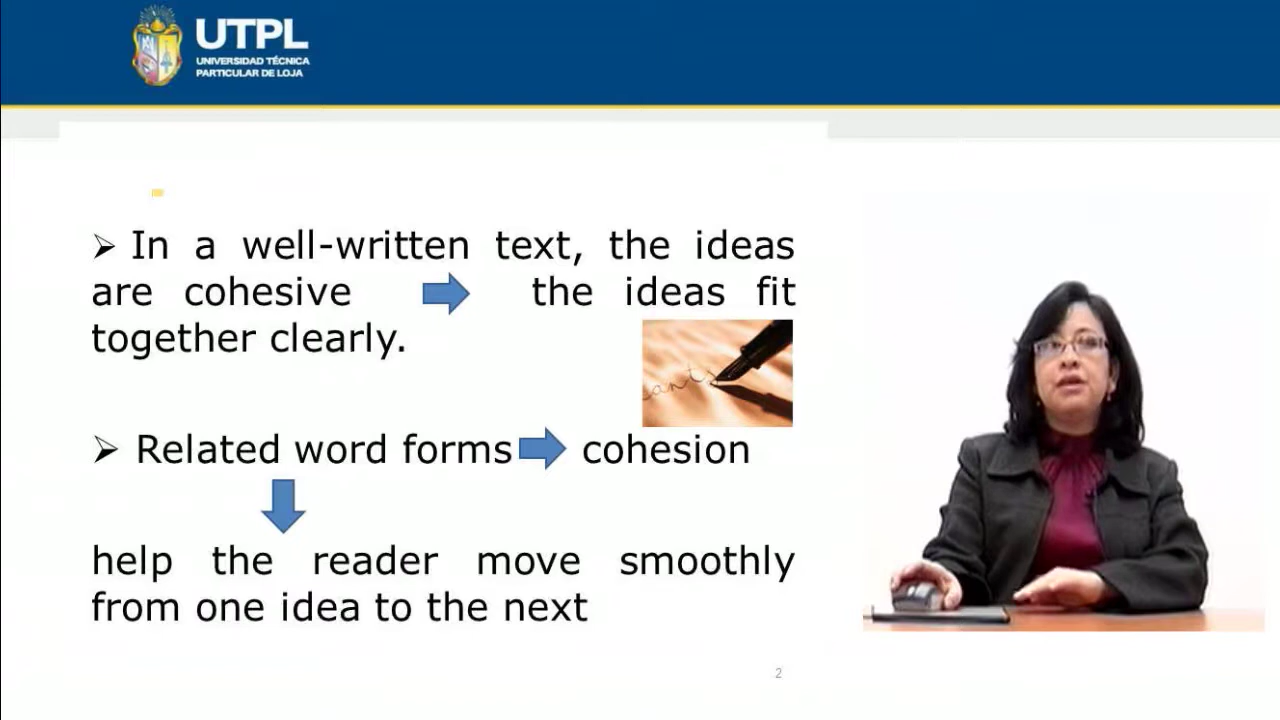 UTPL
UNIVERSIDAD TÉCNICA
PARTICULAR DE LOJA
➢ In a well-written text, the ideas
are cohesive the ideas fit
together clearly.
➢ Related word forms cohesion
help the reader move smoothly
from one idea to the next
2